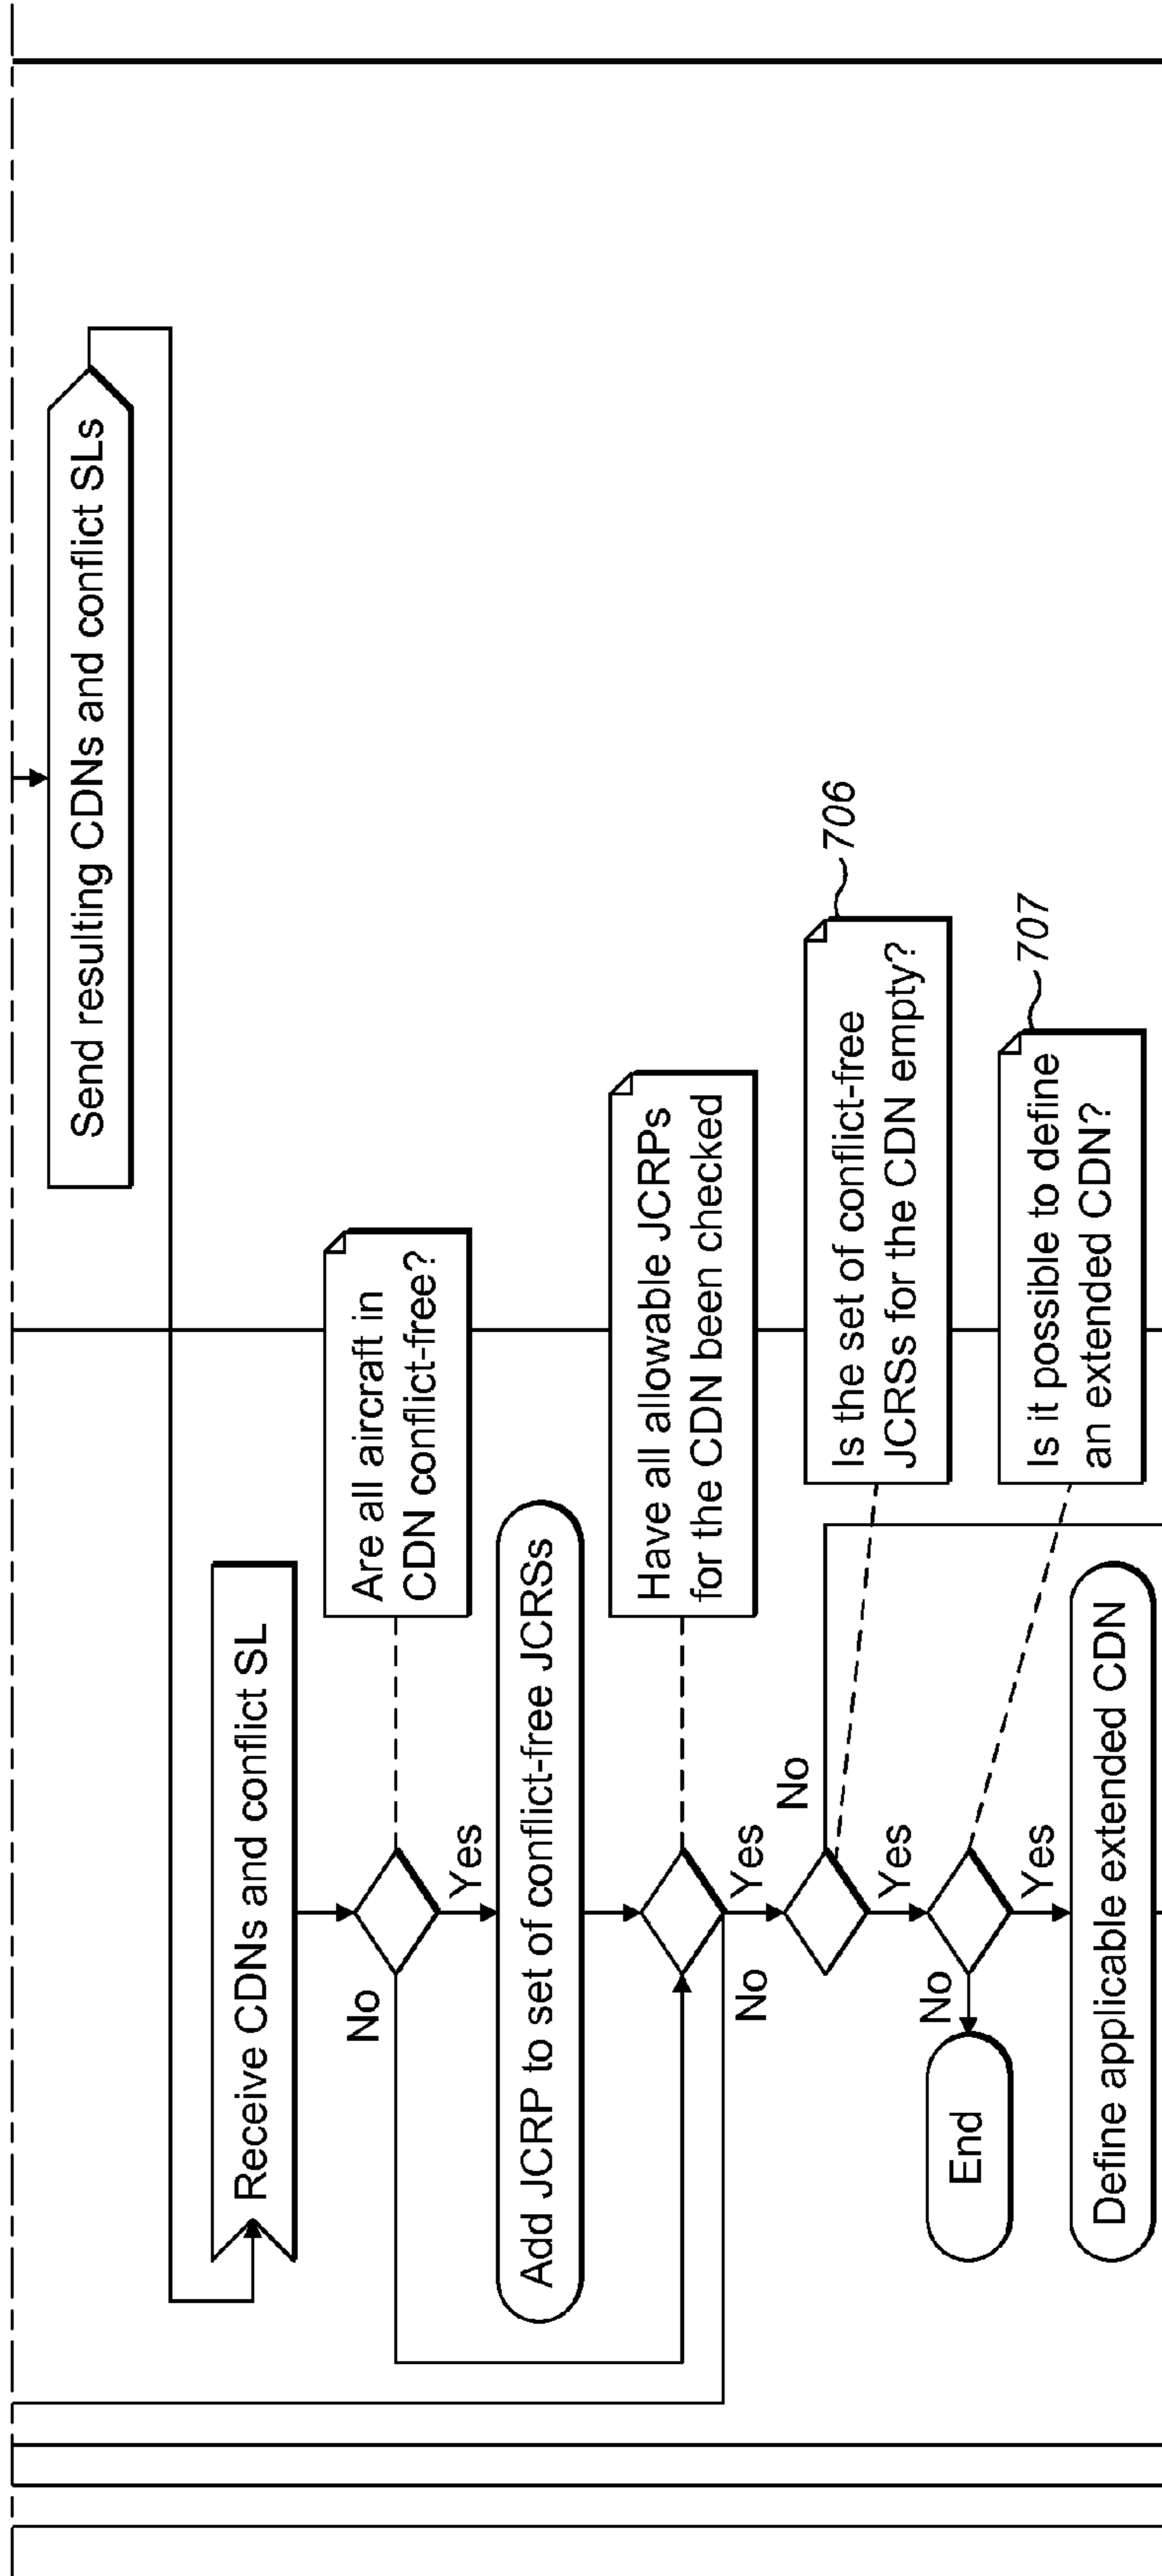 Send resulting CDNs and conflict SLs
Receive CDNs and conflict SL
Are all aircraft in
CDN conflict-free?
No
Yes
Add JCRP to set of conflict-free JCRSs
Have all allowable JCRPs
for the CDN been checked
No
Yes
No
Is the set of conflict-free
JCRSs for the CDN empty?
706
Yes
Is it possible to define
an extended CDN?
707
No
Yes
End
Define applicable extended CDN